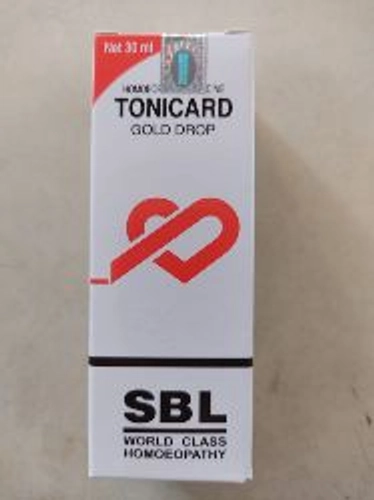 Net 30 ml
TONICARD
GOLD DROP
SBL
WORLD CLASS
HOMOEOPATHY